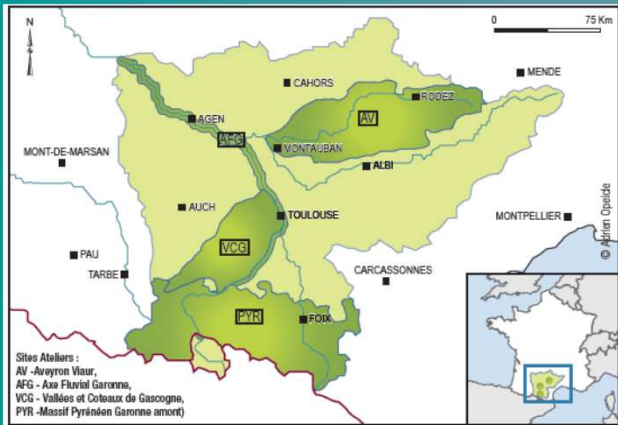 N
0 75 Km
MENDE
CAHORS
RODEZ
AV
AGEN
AFG
MONTAUBAN
MONT-DE-MARSAN
ALBI
AUCH
TOULOUSE
MONTPELLIER
VCG
PAU
TARBE
CARCASSONNES
© Adrien Opelde
PYR
FOIX
Sites Ateliers :
AV -Aveyron Viaur,
AFG - Axe Fluvial Garonne,
VCG - Vallées et Coteaux de Gascogne,
PYR -Massif Pyrénéen Garonne amont)